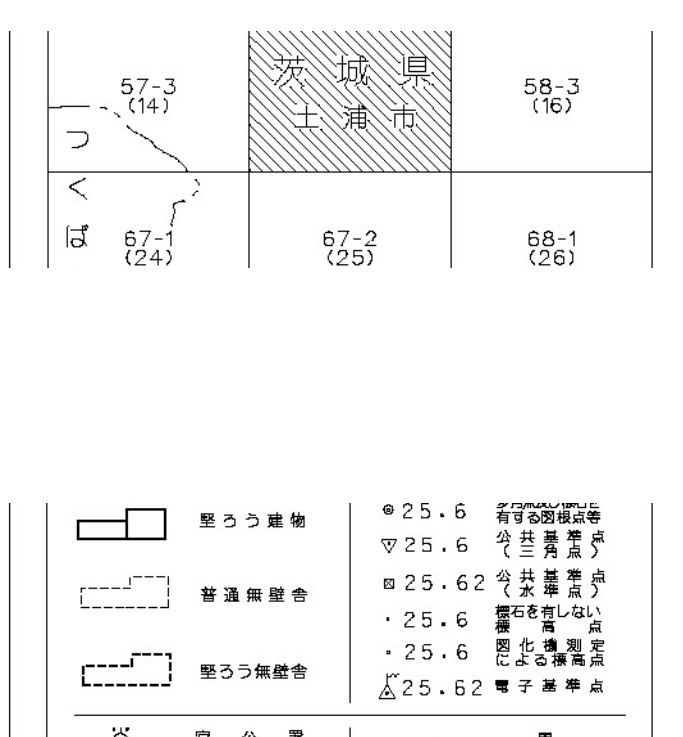 茨城県
57-3
(14)
土浦市
58-3
(16)
つくば
67-1
(24)
67-2
(25)
68-1
(26)
堅ろう建物
25.6
有する図根点等
25.6 公共基準点
(三角点)
普通無壁舎
25.62 公共基準点
(水準点)
25.6 標石を有しない
標高点
堅ろう無壁舎
25.6 図化機測定
による標高点
25.62 電子基準点